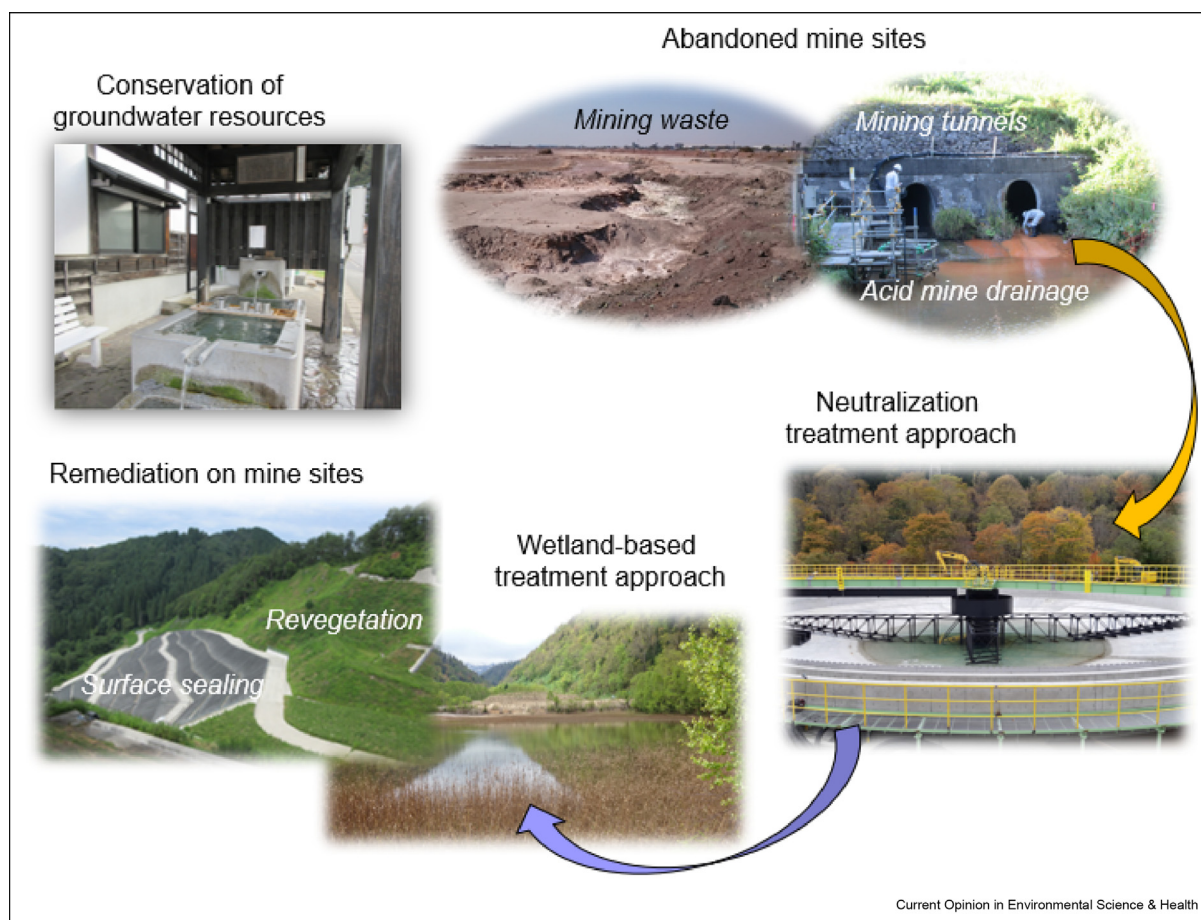 Abandoned mine sites
Conservation of
groundwater resources
Mining waste
Mining tunnels
Acid mine drainage
Neutralization
treatment approach
Remediation on mine sites
Wetland-based
treatment approach
Revegetation
Surface sealing
Current Opinion in Environmental Science & Health